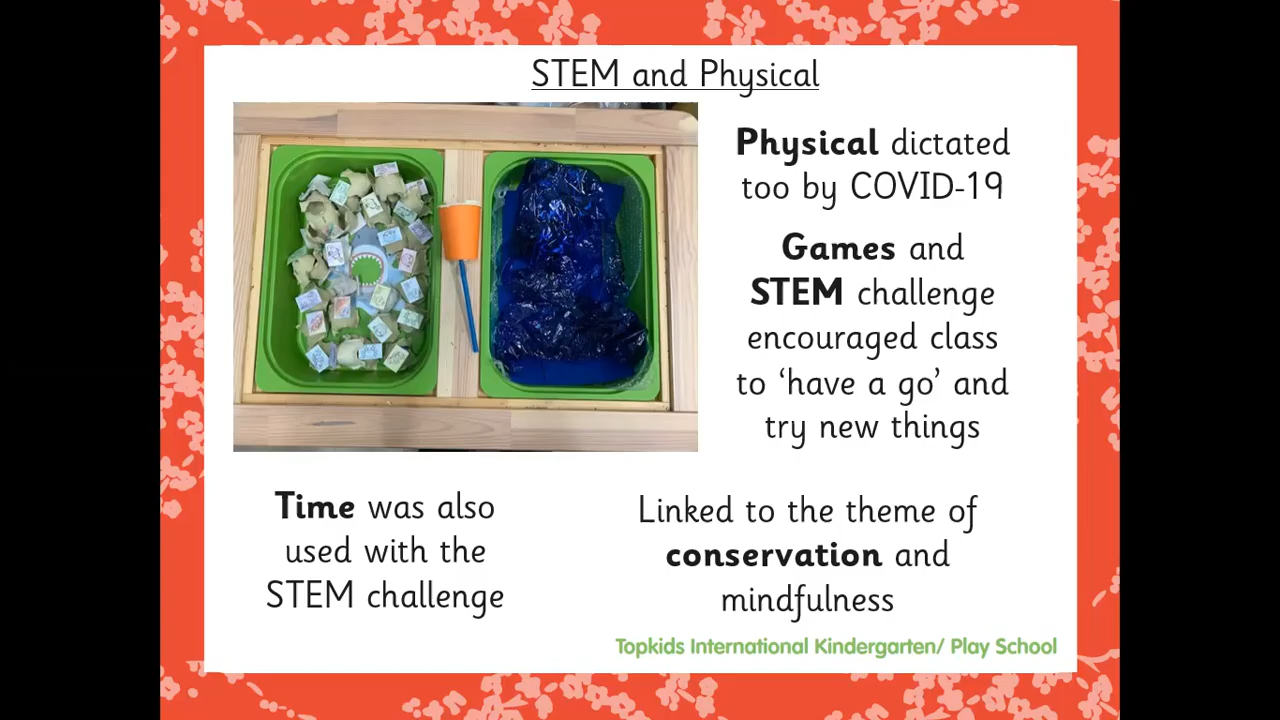 STEM and Physical
Physical dictated
too by COVID-19
Games and
STEM challenge
encouraged class
to ‘have a go’ and
try new things
Time was also
used with the
STEM challenge
Linked to the theme of
conservation and
mindfulness
Topkids International Kindergarten/ Play School